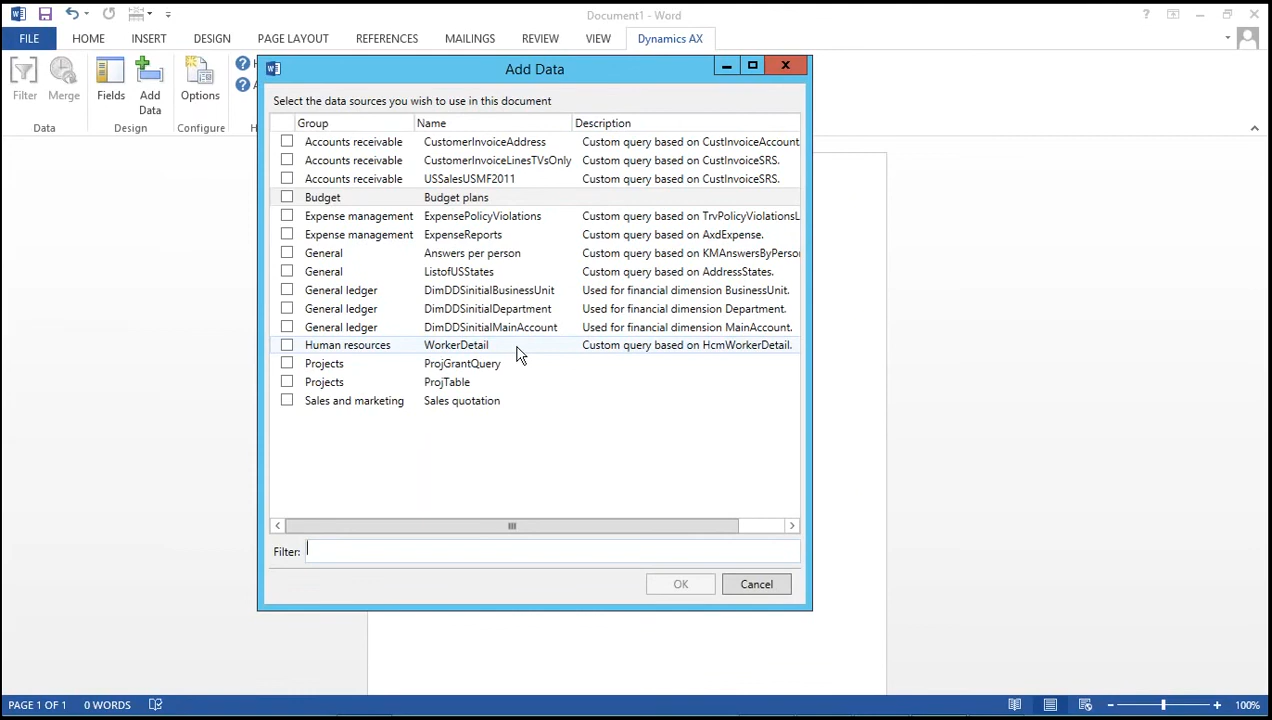 Document1 - Word
FILE HOME INSERT DESIGN PAGE LAYOUT REFERENCES MAILINGS REVIEW VIEW Dynamics AX
Filter Merge Fields Add Data Options
Data Design Configure
Add Data
Select the data sources you wish to use in this document
Group Name Description
Accounts receivable CustomerInvoiceAddress Custom query based on CustInvoiceAccount
Accounts receivable CustomerInvoiceLinesTVsOnly Custom query based on CustInvoiceSRS.
Accounts receivable USSalesUSMF2011 Custom query based on CustInvoiceSRS.
Budget Budget plans
Expense management ExpensePolicyViolations Custom query based on TrvPolicyViolationsL
Expense management ExpenseReports Custom query based on AxdExpense.
General Answers per person Custom query based on KMAnswersByPerso
General ListofUSStates Custom query based on AddressStates.
General ledger DimDDSinitialBusinessUnit Used for financial dimension BusinessUnit.
General ledger DimDDSinitialDepartment Used for financial dimension Department.
General ledger DimDDSinitialMainAccount Used for financial dimension MainAccount.
Human resources WorkerDetail Custom query based on HcmWorkerDetail.
Projects ProjGrantQuery
Projects ProjTable
Sales and marketing Sales quotation
Filter:
OK Cancel
PAGE 1 OF 1 0 WORDS 100%